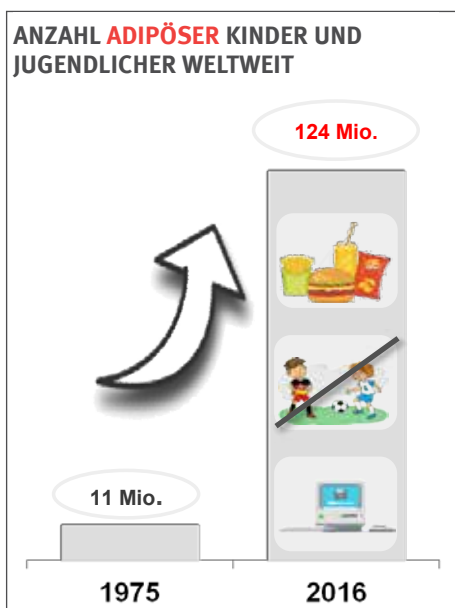 ANZAHL ADIPÖSER KINDER UND
JUGENDLICHER WELTWEIT
124 Mio.
11 Mio.
1975
2016